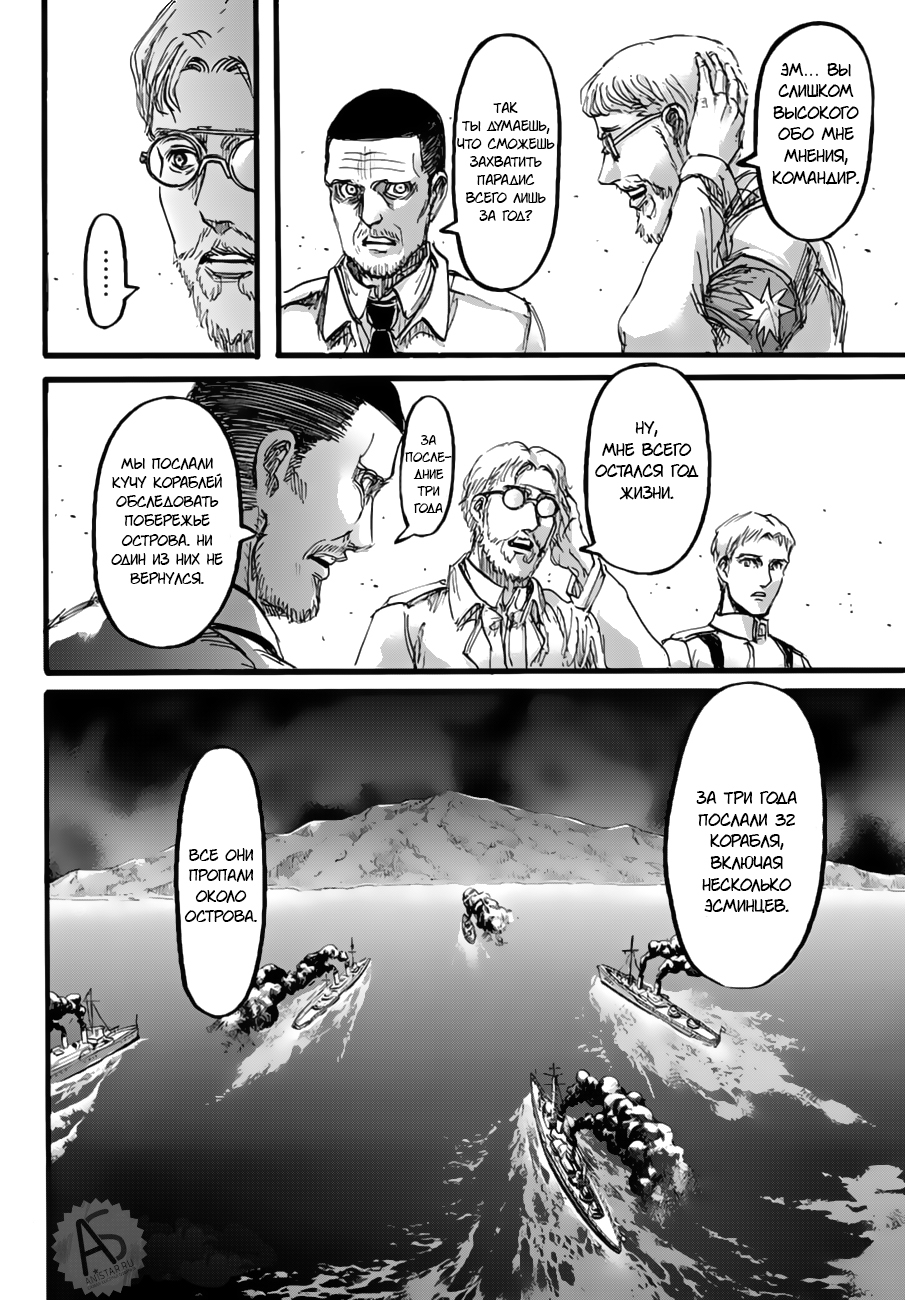 ЭМ... ВЫ
СЛИШКОМ
ВЫСОКОГО
ОБО МНЕ
МНЕНИЯ,
КОМАНДИР.
ТАК
ТЫ ДУМАЕШЬ,
ЧТО СМОЖЕШЬ
ЗАХВАТИТЬ
ПАРАДИС
ВСЕГО ЛИШЬ
ЗА ГОД?
......
НУ,
МНЕ ВСЕГО
ОСТАЛСЯ ГОД
ЖИЗНИ.
ЗА
ПОСЛЕ-
ДНИЕ
ТРИ
ГОДА
МЫ ПОСЛАЛИ
КУЧУ КОРАБЛЕЙ
ОБСЛЕДОВАТЬ
ПОБЕРЕЖЬЕ
ОСТРОВА. НИ
ОДИН ИЗ НИХ НЕ
ВЕРНУЛСЯ.
ЗА ТРИ ГОДА
ПОСЛАЛИ 32
КОРАБЛЯ,
ВКЛЮЧАЯ
НЕСКОЛЬКО
ЭСМИНЦЕВ.
ВСЕ ОНИ
ПРОПАЛИ
ОКОЛО
ОСТРОВА.
AS
ANISTAR.RU